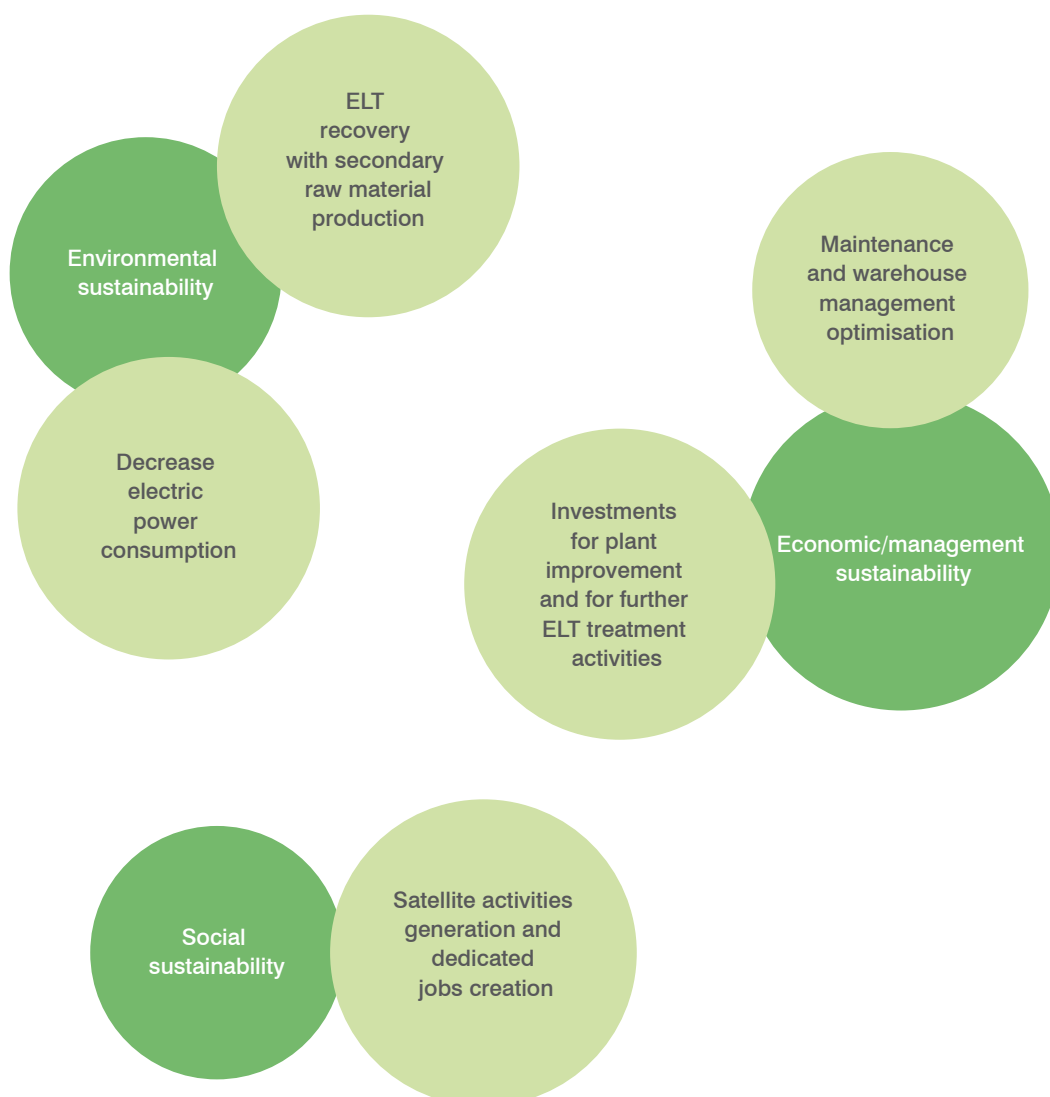 ELT
recovery
with secondary
raw material
production
Environmental
sustainability
Decrease
electric
power
consumption
Maintenance
and warehouse
management
optimisation
Investments
for plant
improvement
and for further
ELT treatment
activities
Economic/management
sustainability
Social
sustainability
Satellite activities
generation and
dedicated
jobs creation